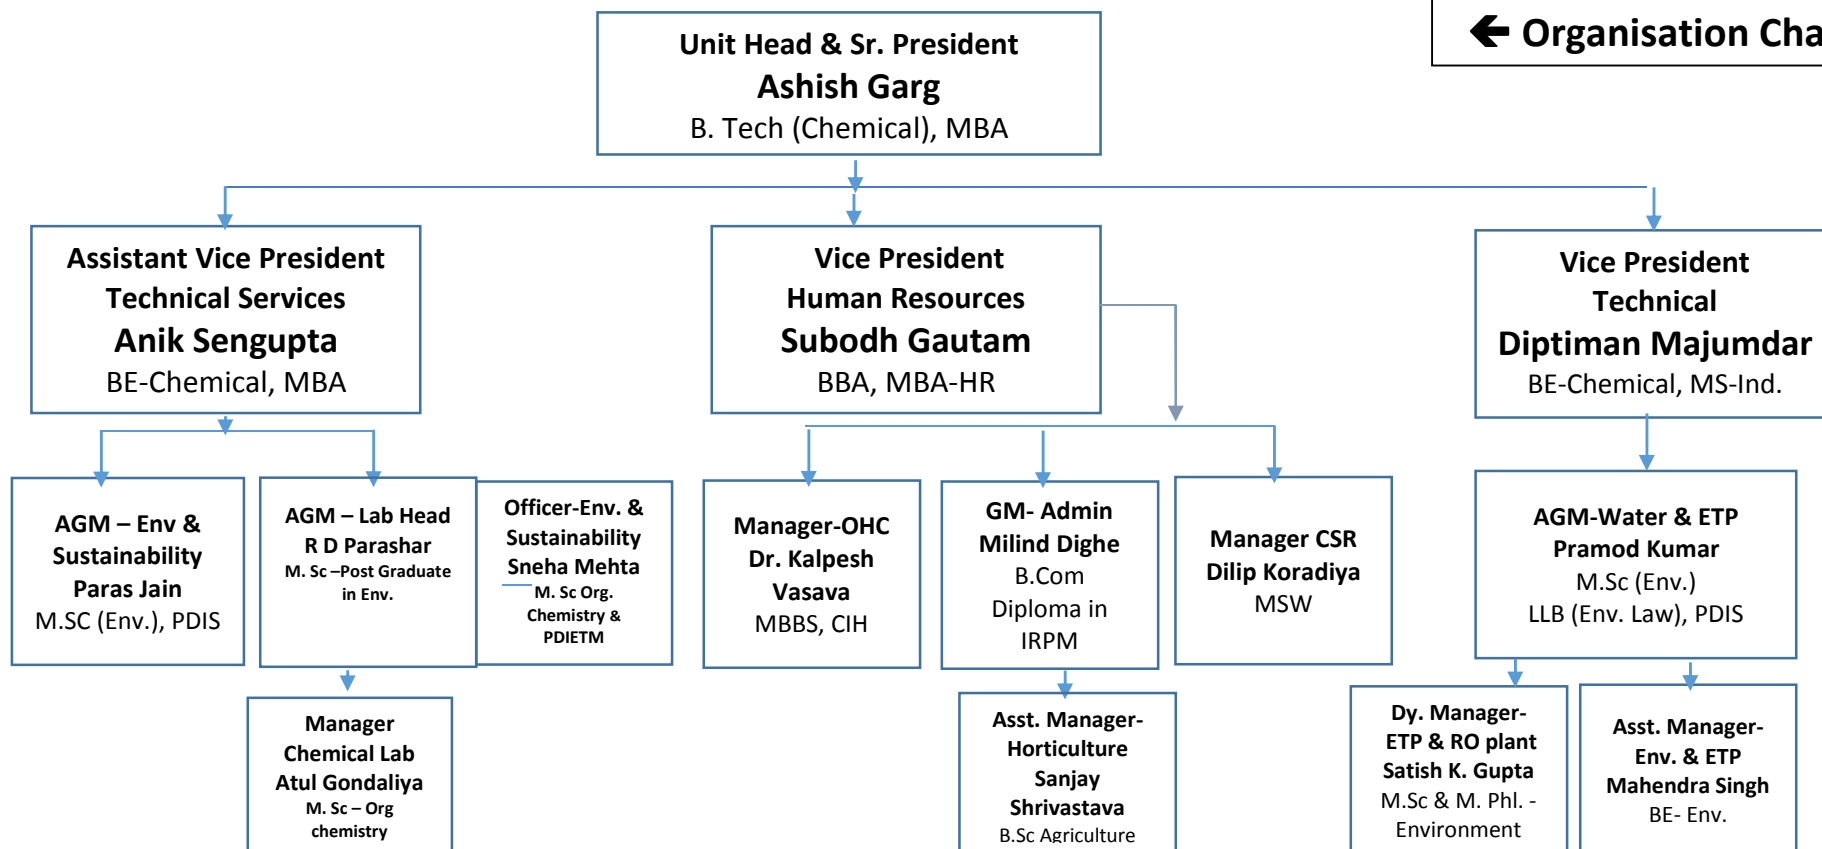 ← Organisation Cha
Unit Head & Sr. President
Ashish Garg
B. Tech (Chemical), MBA
Assistant Vice President
Technical Services
Anik Sengupta
BE-Chemical, MBA
Vice President
Human Resources
Subodh Gautam
BBA, MBA-HR
Vice President
Technical
Diptiman Majumdar
BE-Chemical, MS-Ind.
AGM – Env &
Sustainability
Paras Jain
M.SC (Env.), PDIS
AGM – Lab Head
R D Parashar
M. Sc –Post Graduate
in Env.
Officer-Env. &
Sustainability
Sneha Mehta
M. Sc Org.
Chemistry &
PDIETM
Manager-OHC
Dr. Kalpesh
Vasava
MBBS, CIH
GM- Admin
Milind Dighe
B.Com
Diploma in
IRPM
Manager CSR
Dilip Koradiya
MSW
AGM-Water & ETP
Pramod Kumar
M.Sc (Env.)
LLB (Env. Law), PDIS
Manager
Chemical Lab
Atul Gondaliya
M. Sc – Org
chemistry
Asst. Manager-
Horticulture
Sanjay
Shrivastava
B.Sc Agriculture
Dy. Manager-
ETP & RO plant
Satish K. Gupta
M.Sc & M. Phl. -
Environment
Asst. Manager-
Env. & ETP
Mahendra Singh
BE- Env.